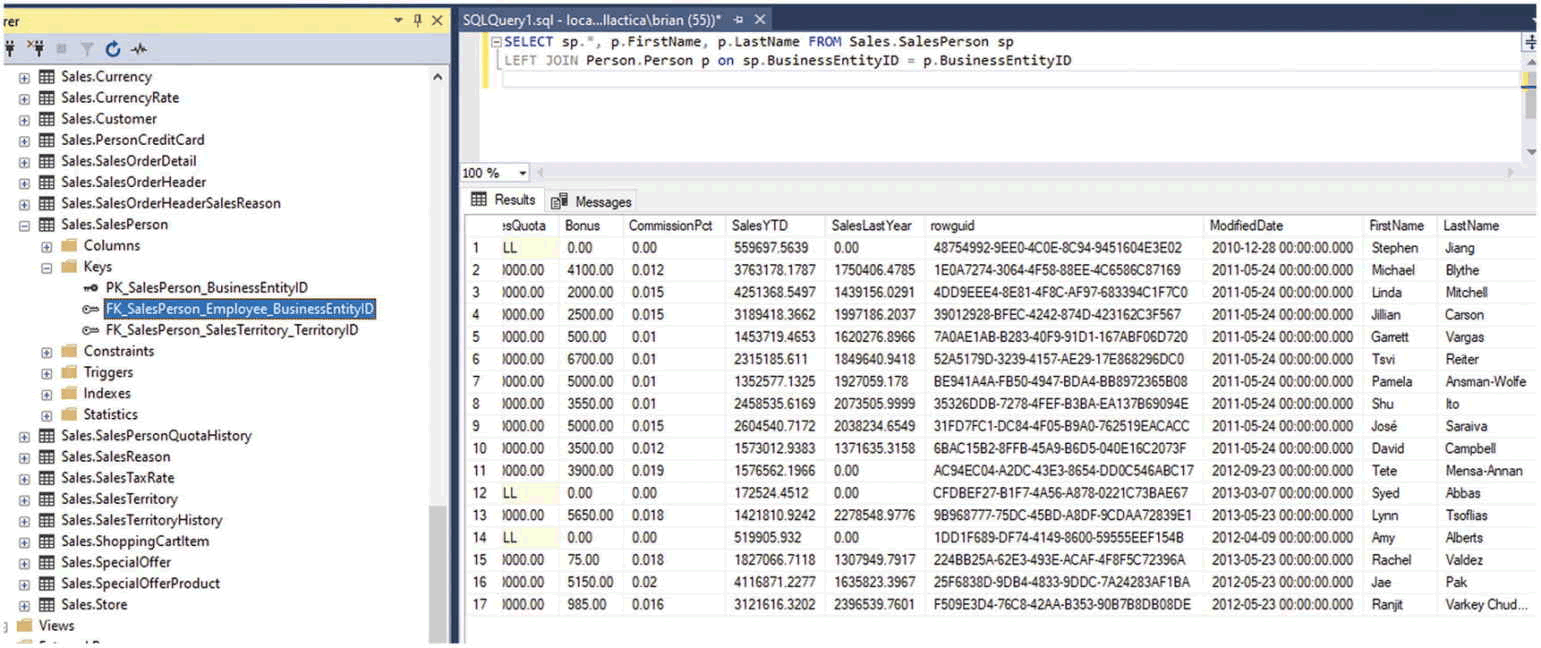 rer
Sales.Currency
Sales.CurrencyRate
Sales.Customer
Sales.PersonCreditCard
Sales.SalesOrderDetail
Sales.SalesOrderHeader
Sales.SalesOrderHeaderSalesReason
Sales.SalesPerson
Columns
Keys
PK_SalesPerson_BusinessEntityID
FK_SalesPerson_Employee_BusinessEntityID
FK_SalesPerson_SalesTerritory_TerritoryID
Constraints
Triggers
Indexes
Statistics
Sales.SalesPersonQuotaHistory
Sales.SalesReason
Sales.SalesTaxRate
Sales.SalesTerritory
Sales.SalesTerritoryHistory
Sales.ShoppingCartItem
Sales.SpecialOffer
Sales.SpecialOfferProduct
Sales.Store
Views
SQLQuery1.sql - loca...llactica\brian (55))*
SELECT sp.*, p.FirstName, p.LastName FROM Sales.SalesPerson sp
LEFT JOIN Person.Person p on sp.BusinessEntityID = p.BusinessEntityID
100 %
Results Messages
esQuota Bonus CommissionPct SalesYTD SalesLastYear rowguid ModifiedDate FirstName LastName
1 LL 0.00 0.00 559697.5639 0.00 48754992-9EE0-4C0E-8C94-9451604E3E02 2010-12-28 00:00:00.000 Stephen Jiang
2 0000.00 4100.00 0.012 3763178.1787 1750406.4785 1E0A7274-3064-4F58-88EE-4C6586C87169 2011-05-24 00:00:00.000 Michael Blythe
3 0000.00 2000.00 0.015 4251368.5497 1439156.0291 4DD9EEE4-8E81-4F8C-AF97-683394C1F7C0 2011-05-24 00:00:00.000 Linda Mitchell
4 0000.00 2500.00 0.015 3189418.3662 1997186.2037 39012928-BFEC-4242-874D-423162C3F567 2011-05-24 00:00:00.000 Jillian Carson
5 0000.00 500.00 0.01 1453719.4653 1620276.8966 7A0AE1AB-B283-40F9-91D1-167ABF06D720 2011-05-24 00:00:00.000 Garrett Vargas
6 0000.00 6700.00 0.01 2315185.611 1849640.9418 52A5179D-3239-4157-AE29-17E868296DC0 2011-05-24 00:00:00.000 Tsvi Reiter
7 0000.00 5000.00 0.01 1352577.1325 1927059.178 BE941A4A-FB50-4947-BDA4-BB8972365B08 2011-05-24 00:00:00.000 Pamela Ansman-Wolfe
8 0000.00 3550.00 0.01 2458535.6169 2073505.9999 35326DDB-7278-4FEF-B3BA-EA137B69094E 2011-05-24 00:00:00.000 Shu Ito
9 0000.00 5000.00 0.015 2604540.7172 2038234.6549 31FD7FC1-DC84-4F05-B9A0-762519EACACC 2011-05-24 00:00:00.000 José Saraiva
10 0000.00 3500.00 0.012 1573012.9383 1371635.3158 6BAC15B2-8FFB-45A9-B6D5-040E16C2073F 2011-05-24 00:00:00.000 David Campbell
11 0000.00 3900.00 0.019 1576562.1966 0.00 AC94EC04-A2DC-43E3-8654-DD0C546ABC17 2012-09-23 00:00:00.000 Tete Mensa-Annan
12 LL 0.00 0.00 172524.4512 0.00 CFDBEF27-B1F7-4A56-A878-0221C73BAE67 2013-03-07 00:00:00.000 Syed Abbas
13 0000.00 5650.00 0.018 1421810.9242 2278548.9776 9B968777-75DC-45BD-A8DF-9CDAA72839E1 2013-05-23 00:00:00.000 Lynn Tsoflias
14 LL 0.00 0.00 519905.932 0.00 1DD1F689-DF74-4149-8600-59555EEF154B 2012-04-09 00:00:00.000 Amy Alberts
15 0000.00 75.00 0.018 1827066.7118 1307949.7917 224BB25A-62E3-493E-ACAF-4F8F5C72396A 2013-05-23 00:00:00.000 Rachel Valdez
16 0000.00 5150.00 0.02 4116871.2277 1635823.3967 25F6838D-9DB4-4833-9DDC-7A24283AF1BA 2012-05-23 00:00:00.000 Jae Pak
17 0000.00 985.00 0.016 3121616.3202 2396539.7601 F509E3D4-76C8-42AA-B353-90B7B8DB08DE 2012-05-23 00:00:00.000 Ranjit Varkey Chud...